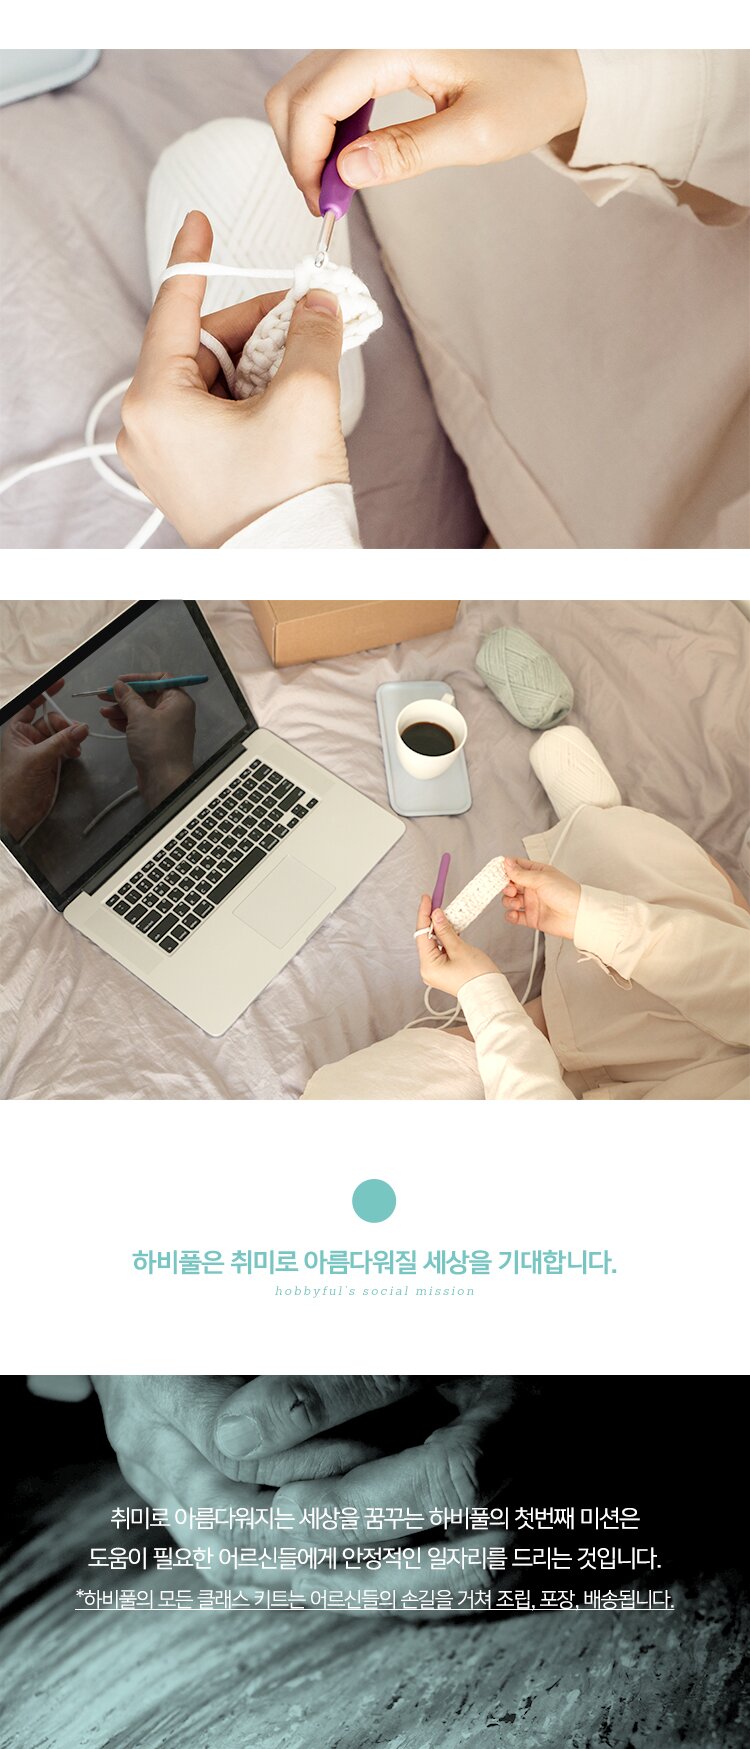 하비풀은 취미로 아름다워질 세상을 기대합니다.
hobbyful's social mission
취미로 아름다워지는 세상을 꿈꾸는 하비풀의 첫번째 미션은
도움이 필요한 어르신들에게 안정적인 일자리를 드리는 것입니다.
*하비풀의 모든 클래스 키트는 어르신들의 손길을 거쳐 조립, 포장, 배송됩니다.